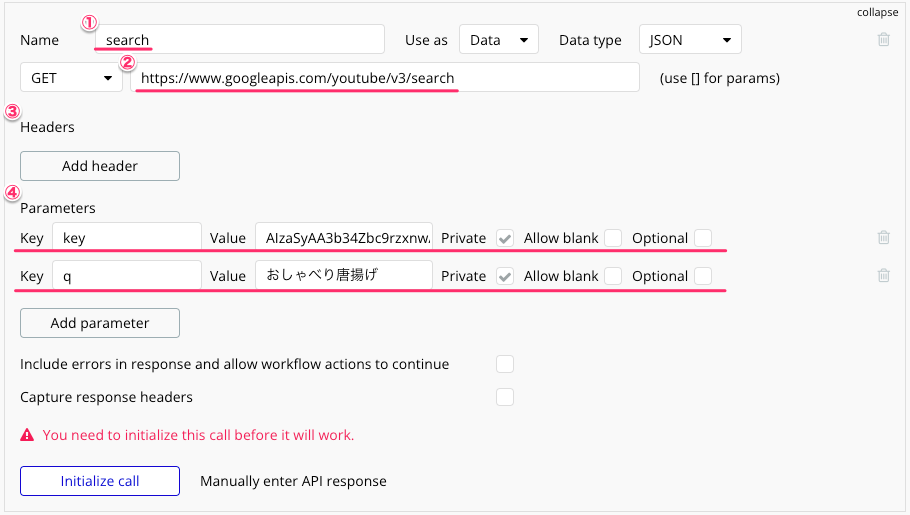 collapse
① Name search Use as Data Data type JSON
② GET https://www.googleapis.com/youtube/v3/search (use [] for params)
③ Headers
Add header
④ Parameters
Key key Value AIzaSyAA3b34Zbc9rzxnw Private Allow blank Optional
Key q Value おしゃべり唐揚げ Private Allow blank Optional
Add parameter
Include errors in response and allow workflow actions to continue
Capture response headers
You need to initialize this call before it will work.
Initialize call Manually enter API response